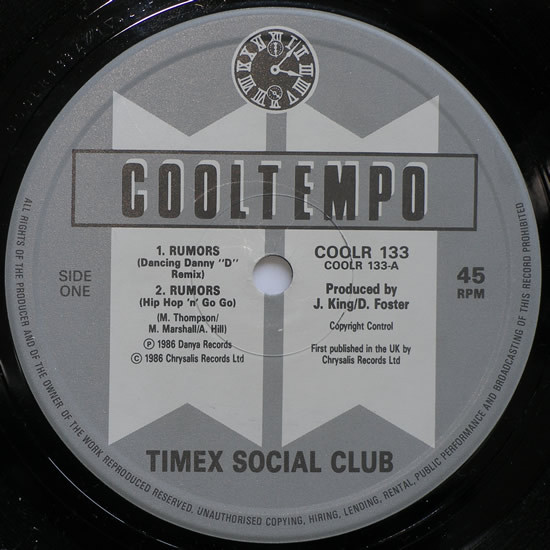 COOLTEMPO
1. RUMORS
(Dancing Danny "D"
Remix)
2. RUMORS
(Hip Hop 'n' Go Go)
(M. Thompson/
M. Marshall/A. Hill)
Ⓟ 1986 Danya Records
© 1986 Chrysalis Records Ltd
SIDE
ONE
COOLR 133
COOLR 133-A
Produced by
J. King/D. Foster
Copyright Control
First published in the UK by
Chrysalis Records Ltd
45
RPM
TIMEX SOCIAL CLUB
ALL RIGHTS OF THE PRODUCER AND OF THE OWNER OF THE WORK REPRODUCED RESERVED. UNAUTHORISED COPYING, HIRING, LENDING, RENTAL, PUBLIC PERFORMANCE AND BROADCASTING OF THIS RECORD PROHIBITED